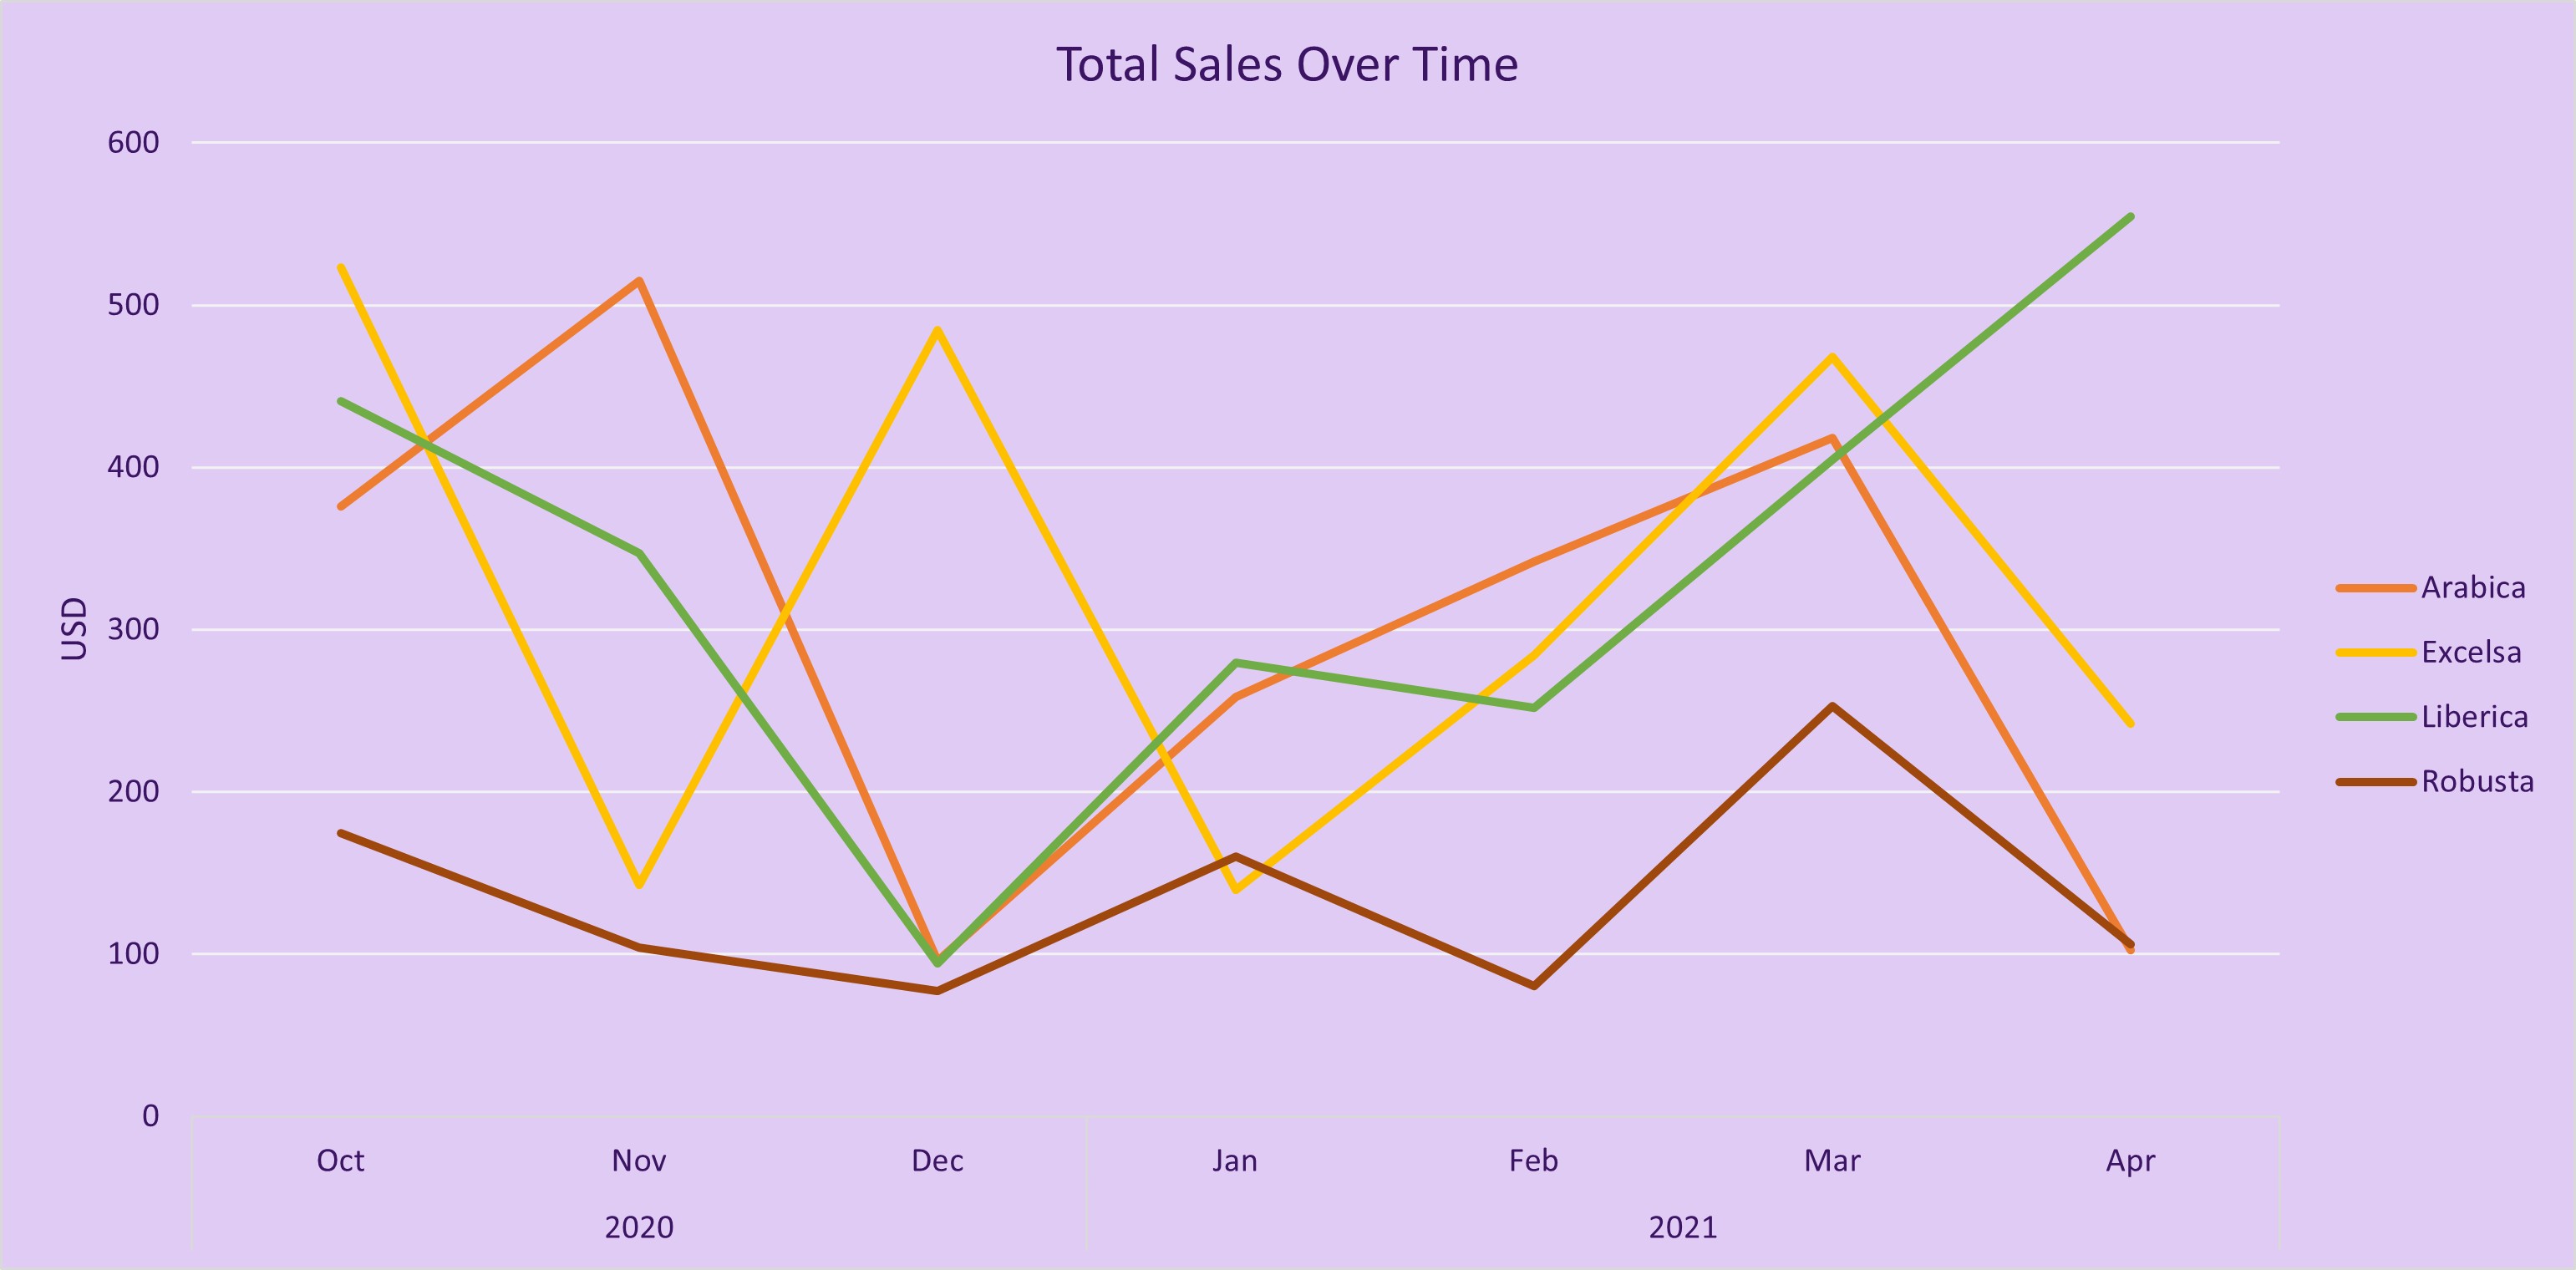 Total Sales Over Time
600
500
400
300
200
100
0
USD
Oct Nov Dec Jan Feb Mar Apr
2020 2021
Arabica
Excelsa
Liberica
Robusta